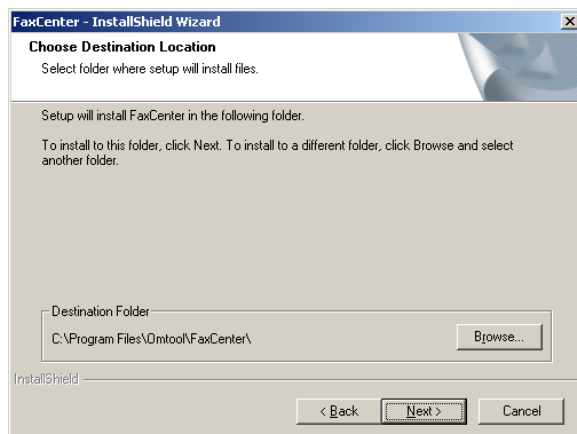 FaxCenter - InstallShield Wizard
Choose Destination Location
Select folder where setup will install files.
Setup will install FaxCenter in the following folder.
To install to this folder, click Next. To install to a different folder, click Browse and select
another folder.
Destination Folder
C:\Program Files\Omtool\FaxCenter\
Browse...
InstallShield
< Back
Next >
Cancel